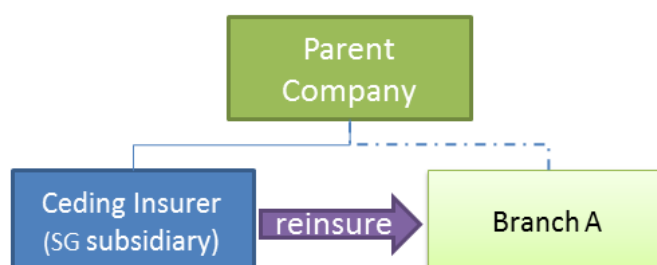 Parent
Company
Ceding Insurer
(SG subsidiary)
reinsure
Branch A